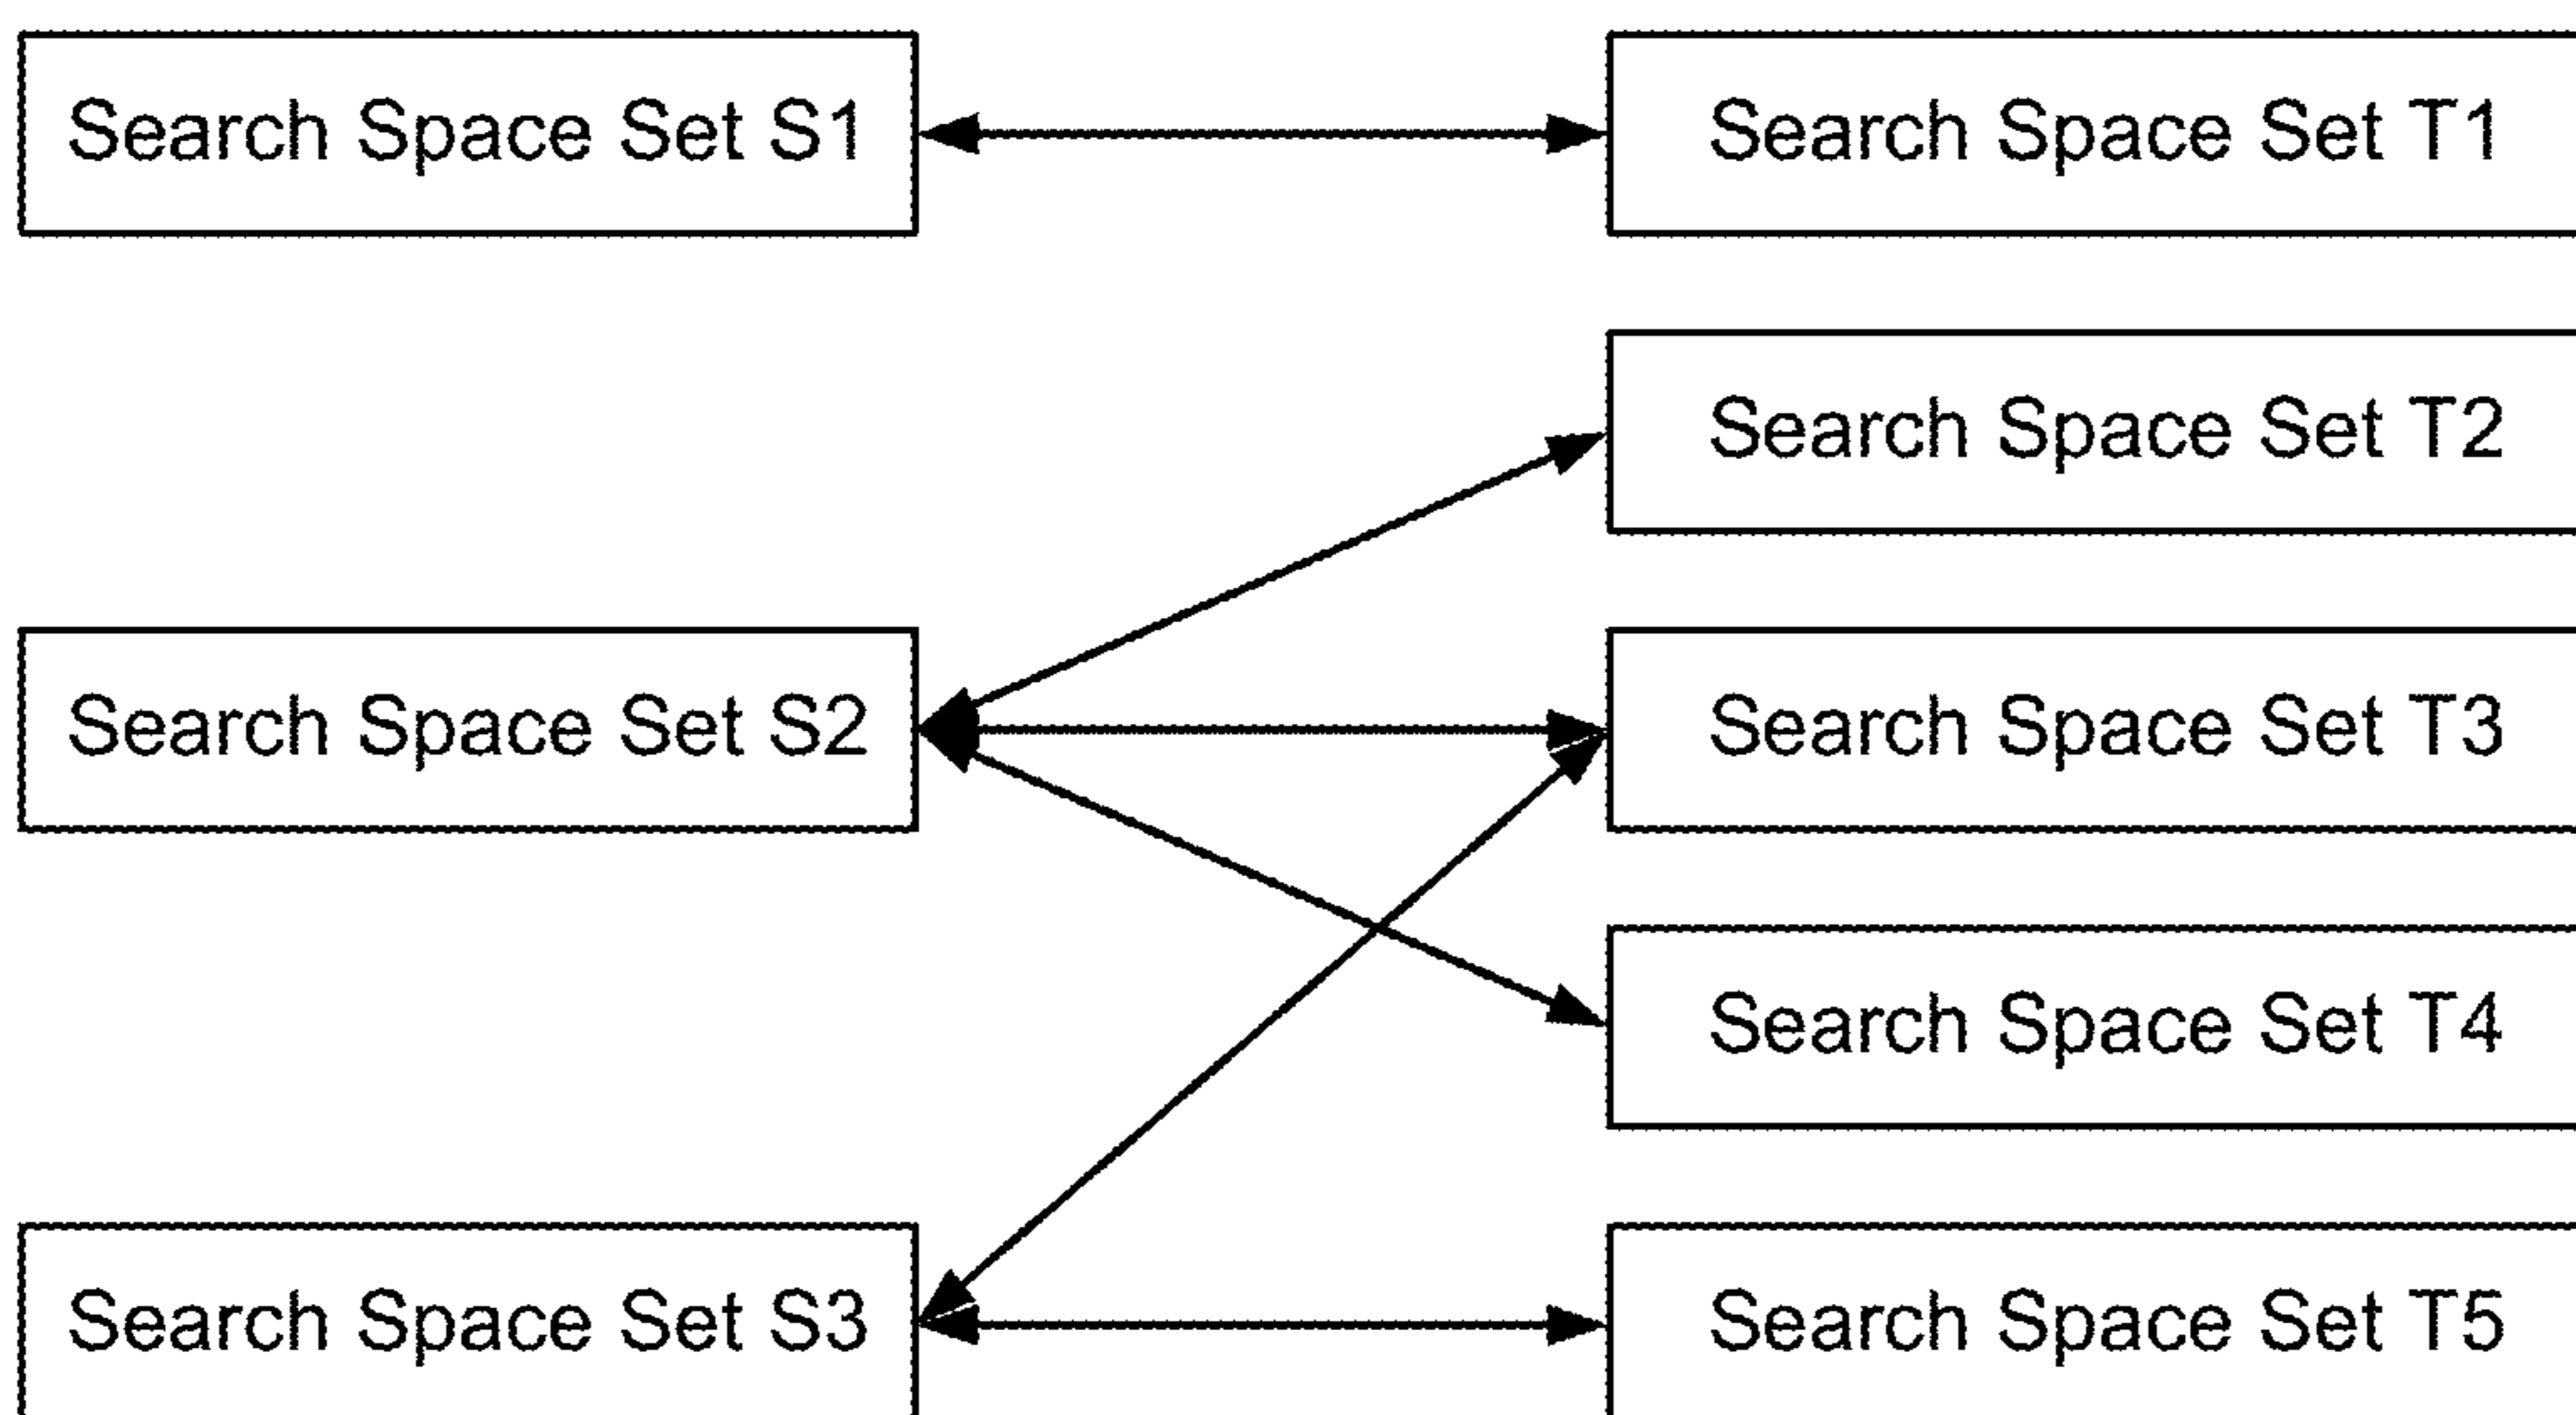 Search Space Set S1
Search Space Set T1
Search Space Set T2
Search Space Set S2
Search Space Set T3
Search Space Set T4
Search Space Set S3
Search Space Set T5